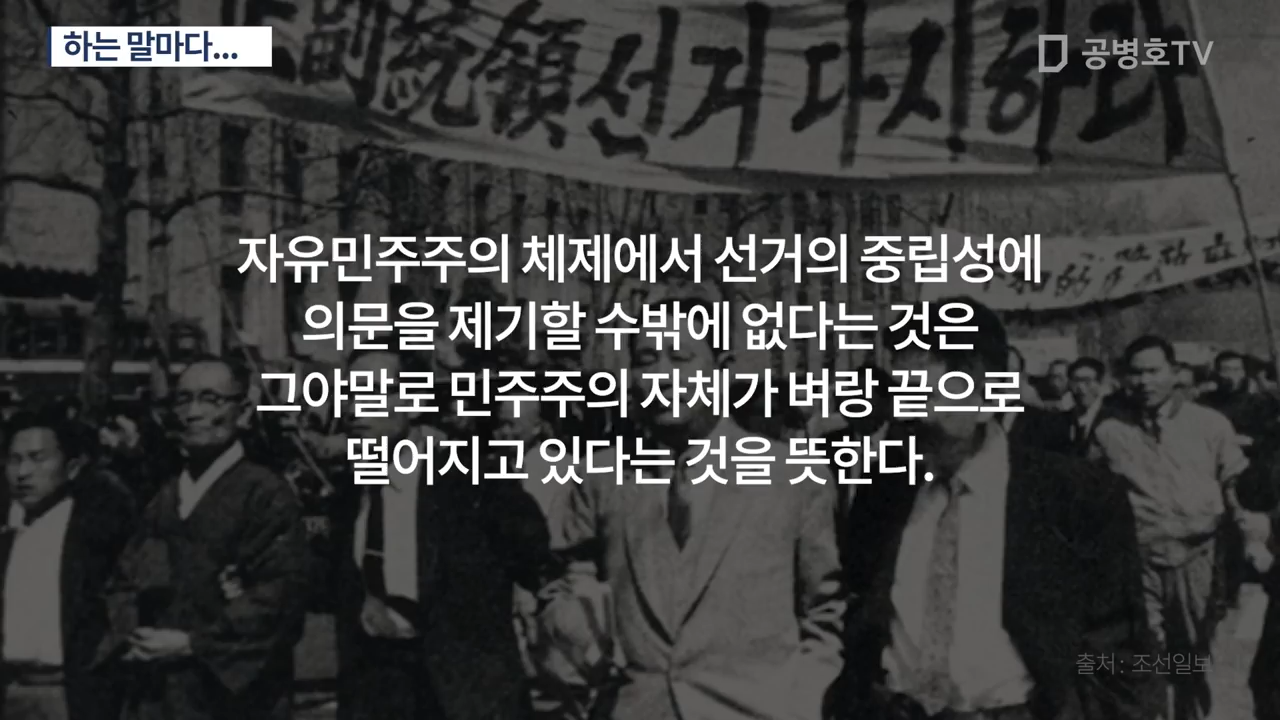 하는 말마다...
공병호TV
副統領선거다시하라
자유민주주의 체제에서 선거의 중립성에
의문을 제기할 수밖에 없다는 것은
그야말로 민주주의 자체가 벼랑 끝으로
떨어지고 있다는 것을 뜻한다.
출처: 조선일보